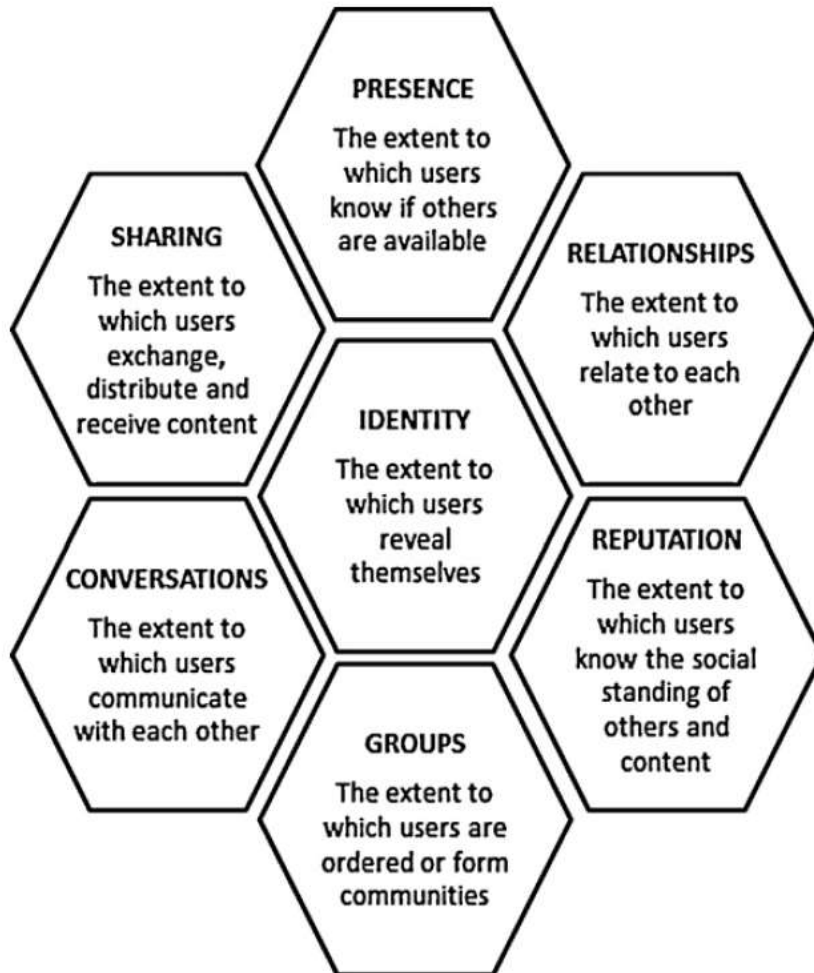 PRESENCE
The extent to
which users
know if others
are available
SHARING
The extent to
which users
exchange,
distribute and
receive content
RELATIONSHIPS
The extent to
which users
relate to each
other
IDENTITY
The extent to
which users
reveal
themselves
CONVERSATIONS
The extent to
which users
communicate
with each other
REPUTATION
The extent to
which users
know the social
standing of
others and
content
GROUPS
The extent to
which users are
ordered or form
communities